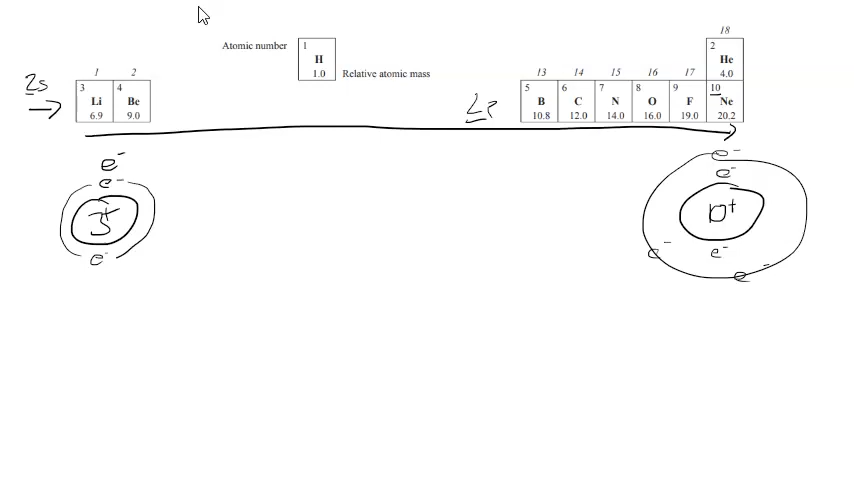 18
Atomic number 1 2
H He
1 2 1.0 Relative atomic mass 13 14 15 16 17 4.0
2s 3 4 5 6 7 8 9 10
Li Be 2p B C N O F Ne
6.9 9.0 10.8 12.0 14.0 16.0 19.0 20.2
e⁻ e⁻
e⁻ e⁻
3⁺ 10⁺
e⁻ e⁻ e⁻
e⁻